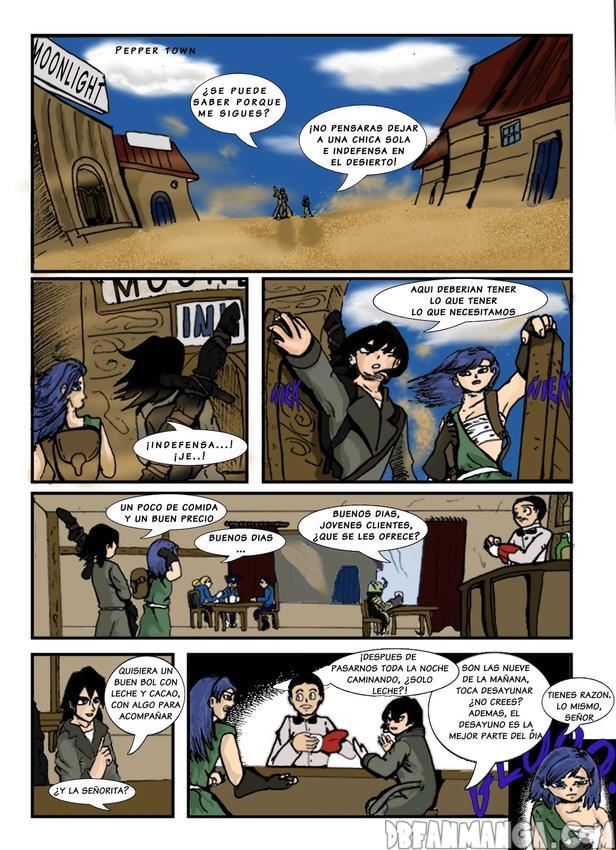 PEPPER TOWN
MOONLIGHT
¿SE PUEDE
SABER PORQUE
ME SIGUES?
¡NO PENSARAS DEJAR
A UNA CHICA SOLA
E INDEFENSA EN
EL DESIERTO!
INN
¡INDEFENSA...!
¡JE..!
AQUI DEBERIAN TENER
LO QUE TENER
LO QUE NECESITAMOS
ÑIEK
ÑIEK
UN POCO DE COMIDA
Y UN BUEN PRECIO
BUENOS DIAS
...
BUENOS DIAS,
JOVENES CLIENTES,
¿QUE SE LES OFRECE?
QUISIERA UN
BUEN BOL CON
LECHE Y CACAO,
CON ALGO PARA
ACOMPAÑAR
¿Y LA SEÑORITA?
¡DESPUES DE
PASARNOS TODA LA NOCHE
CAMINANDO, ¿SOLO
LECHE?!
SON LAS NUEVE
DE LA MAÑANA,
TOCA DESAYUNAR
¿NO CREES?
ADEMAS, EL
DESAYUNO ES LA
MEJOR PARTE DEL DIA
TIENES RAZON.
LO MISMO,
SEÑOR
DBFANMANGA.COM